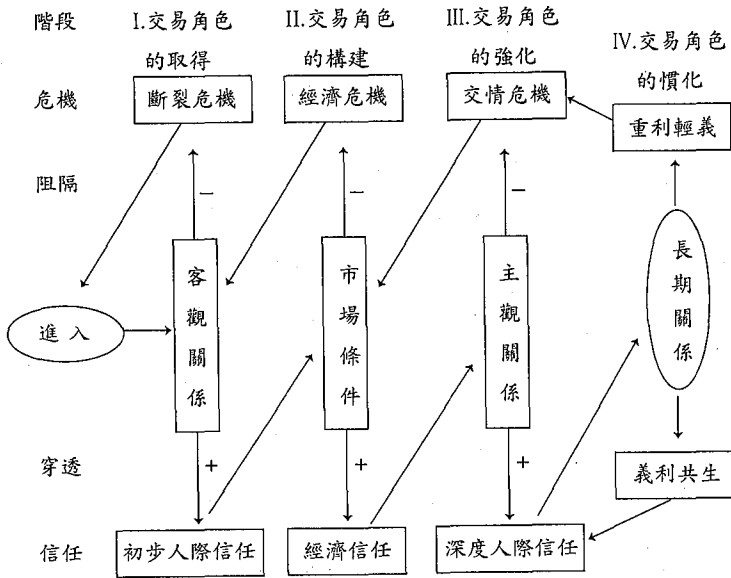 階段
I.交易角色
的取得
II.交易角色
的構建
III.交易角色
的強化
IV.交易角色
的慣化
危機
斷裂危機
經濟危機
交情危機
重利輕義
阻隔
−
−
−
進入
客觀關係
市場條件
主觀關係
長期關係
穿透
+
+
+
義利共生
信任
初步人際信任
經濟信任
深度人際信任